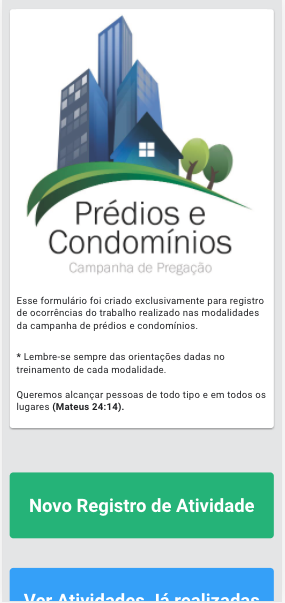 Prédios e
Condomínios
Campanha de Pregação
Esse formulário foi criado exclusivamente para registro
de ocorrências do trabalho realizado nas modalidades
da campanha de prédios e condomínios.
* Lembre-se sempre das orientações dadas no
treinamento de cada modalidade.
Queremos alcançar pessoas de todo tipo e em todos os
lugares (Mateus 24:14).
Novo Registro de Atividade
Ver Atividades Já realizadas